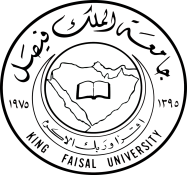 جامعة الملك فيصل
١٩٧٥
١٣٩٥
اقرأ وربك الأكرم
KING FAISAL UNIVERSITY